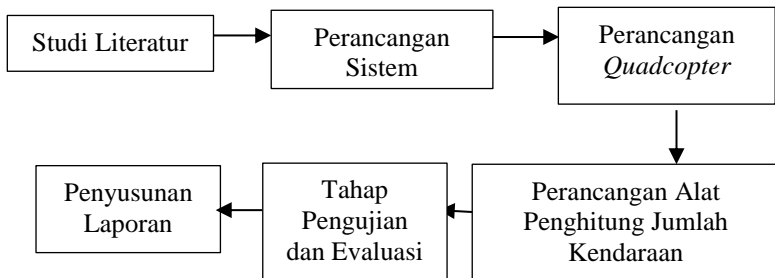 Studi Literatur
Perancangan
Sistem
Perancangan
Quadcopter
Perancangan Alat
Penghitung Jumlah
Kendaraan
Tahap
Pengujian
dan Evaluasi
Penyusunan
Laporan